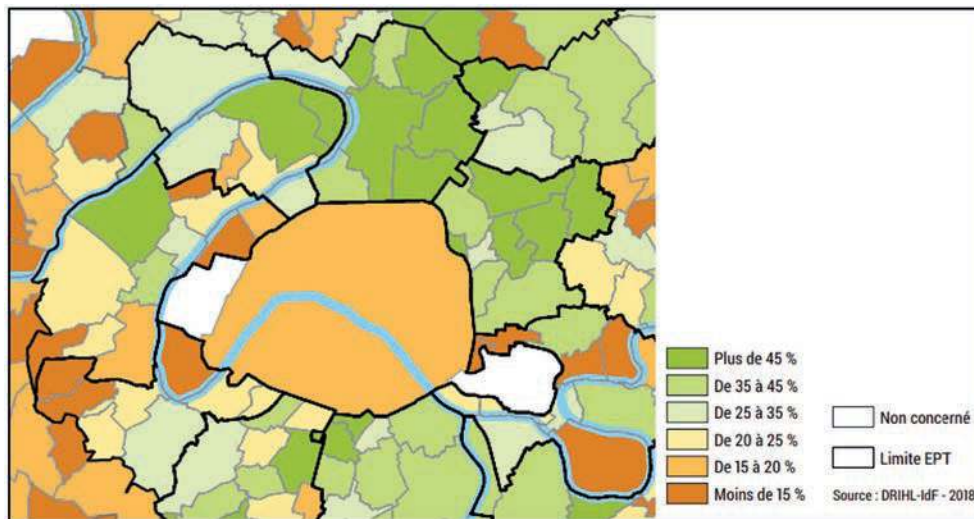 Plus de 45 %
De 35 à 45 %
De 25 à 35 %
De 20 à 25 %
De 15 à 20 %
Moins de 15 %
Non concerné
Limite EPT
Source : DRIHL-IdF - 2018